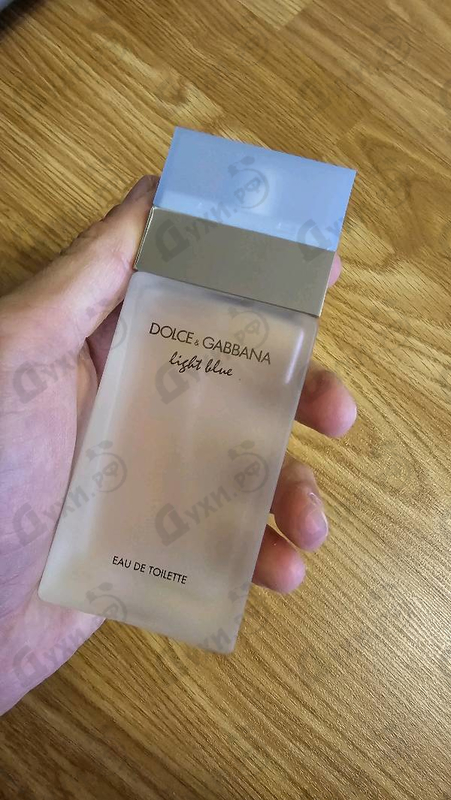 DOLCE & GABBANA
light blue
EAU DE TOILETTE
Духи.рф